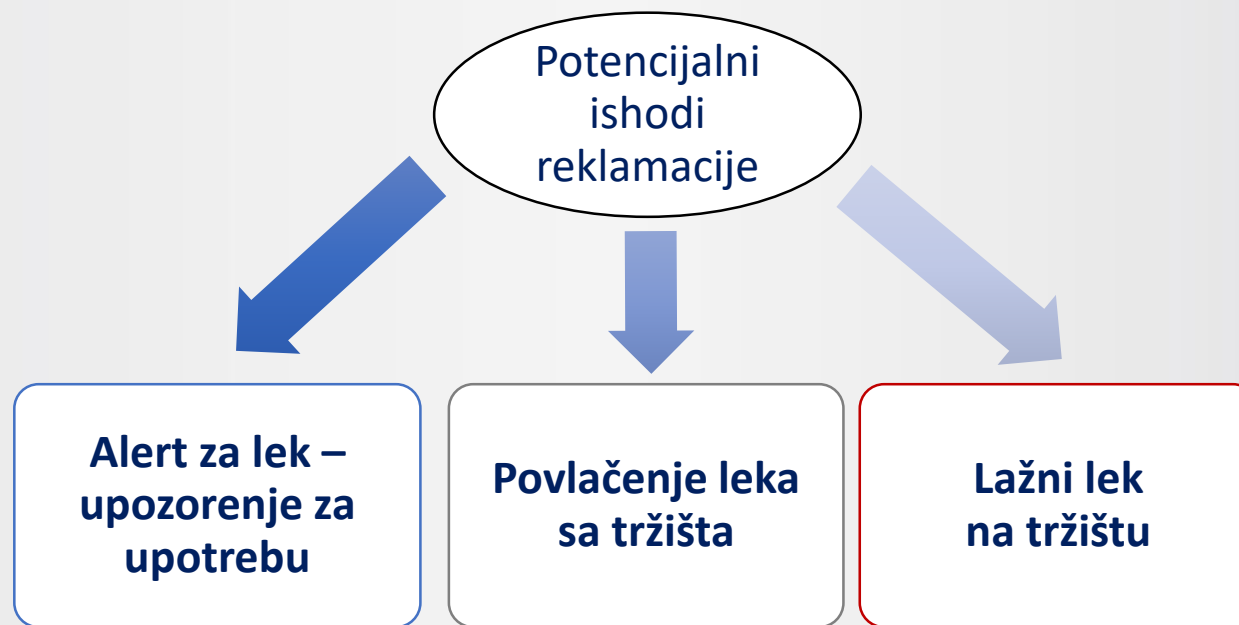 Potencijalni
ishodi
reklamacije
Alert za lek –
upozorenje za
upotrebu
Povlačenje leka
sa tržišta
Lažni lek
na tržištu